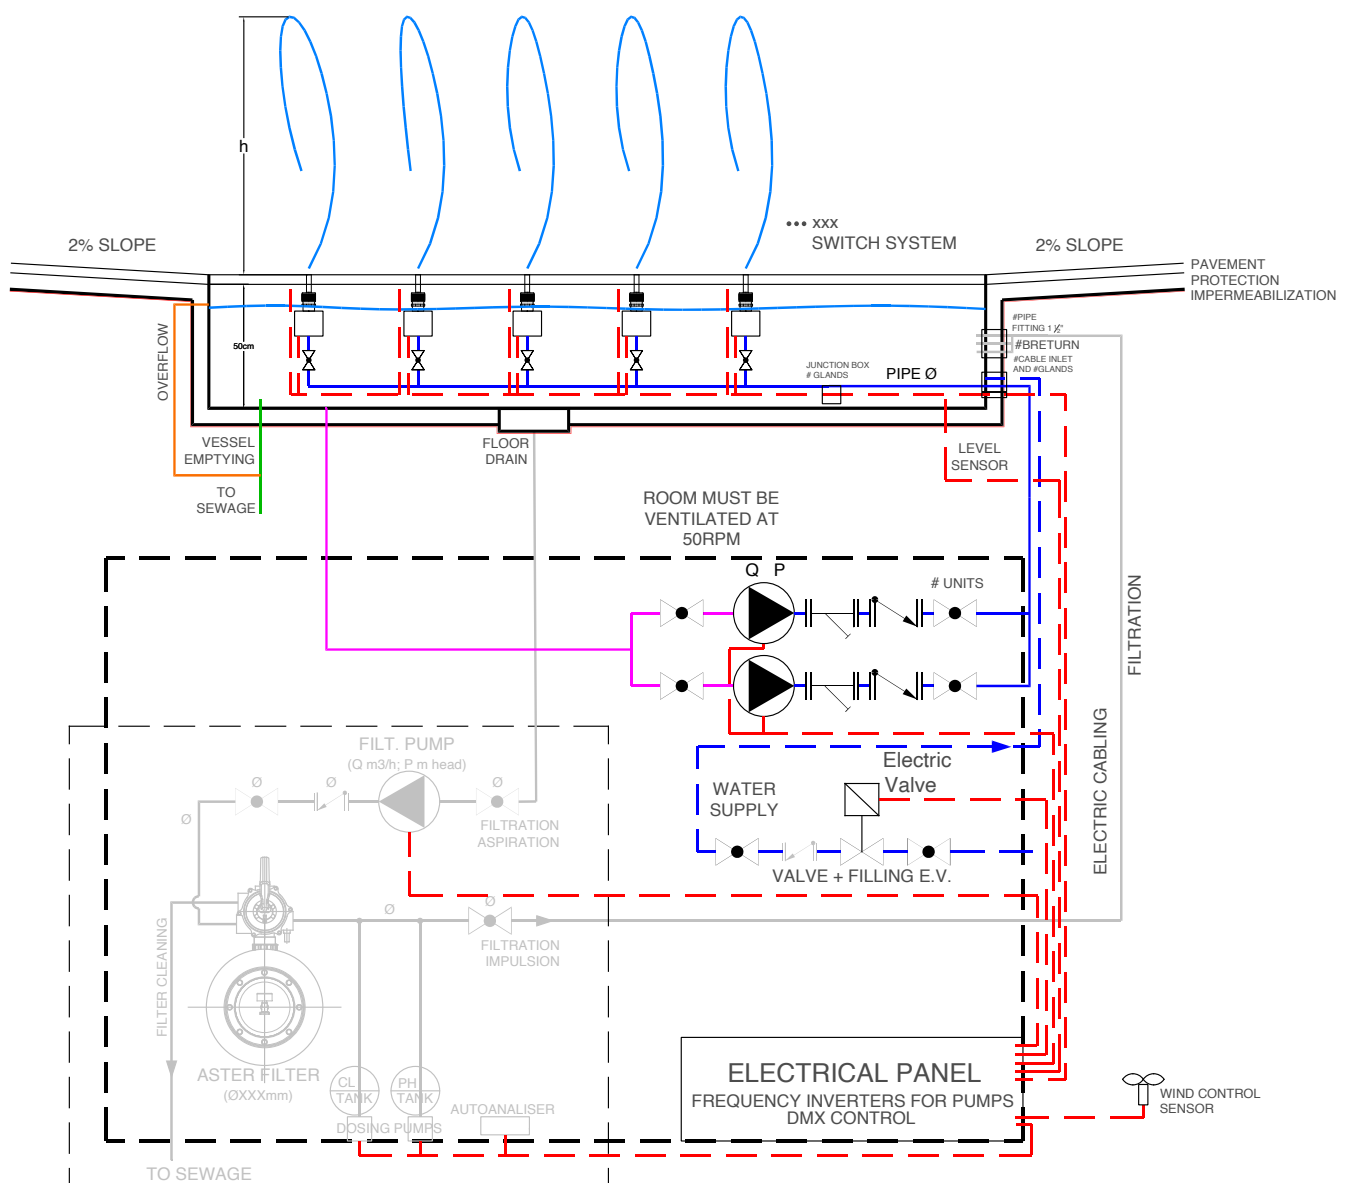 h
••• xxx
SWITCH SYSTEM
2% SLOPE
2% SLOPE
PAVEMENT
PROTECTION
IMPERMEABILIZATION
OVERFLOW
50cm
#PIPE
FITTING 1 ½"
#BRETURN
#CABLE INLET
AND #GLANDS
JUNCTION BOX
# GLANDS
PIPE Ø
VESSEL
EMPTYING
TO
SEWAGE
FLOOR
DRAIN
LEVEL
SENSOR
ROOM MUST BE
VENTILATED AT
50RPM
Q P
# UNITS
FILTRATION
ELECTRIC CABLING
FILT. PUMP
(Q m3/h; P m head)
Ø
Ø
Ø
Ø
FILTRATION
ASPIRATION
WATER
SUPPLY
Electric
Valve
VALVE + FILLING E.V.
Ø
Ø
FILTRATION
IMPULSION
FILTER CLEANING
ASTER FILTER
(ØXXXmm)
CL
TANK
PH
TANK
DOSING PUMPS
AUTOANALISER
ELECTRICAL PANEL
FREQUENCY INVERTERS FOR PUMPS
DMX CONTROL
WIND CONTROL
SENSOR
TO SEWAGE